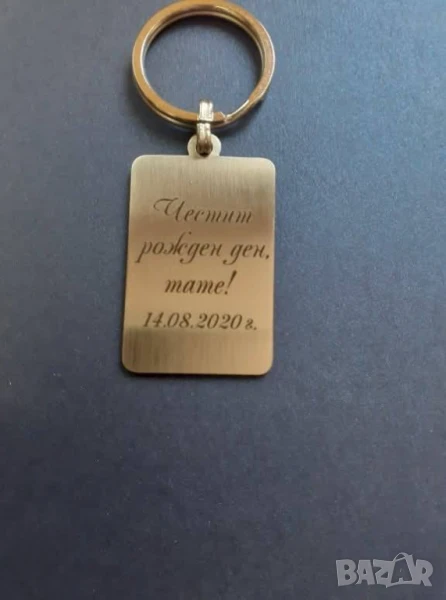 Честит
рожден ден,
тате!
14.08.2020 г.
BAZAR